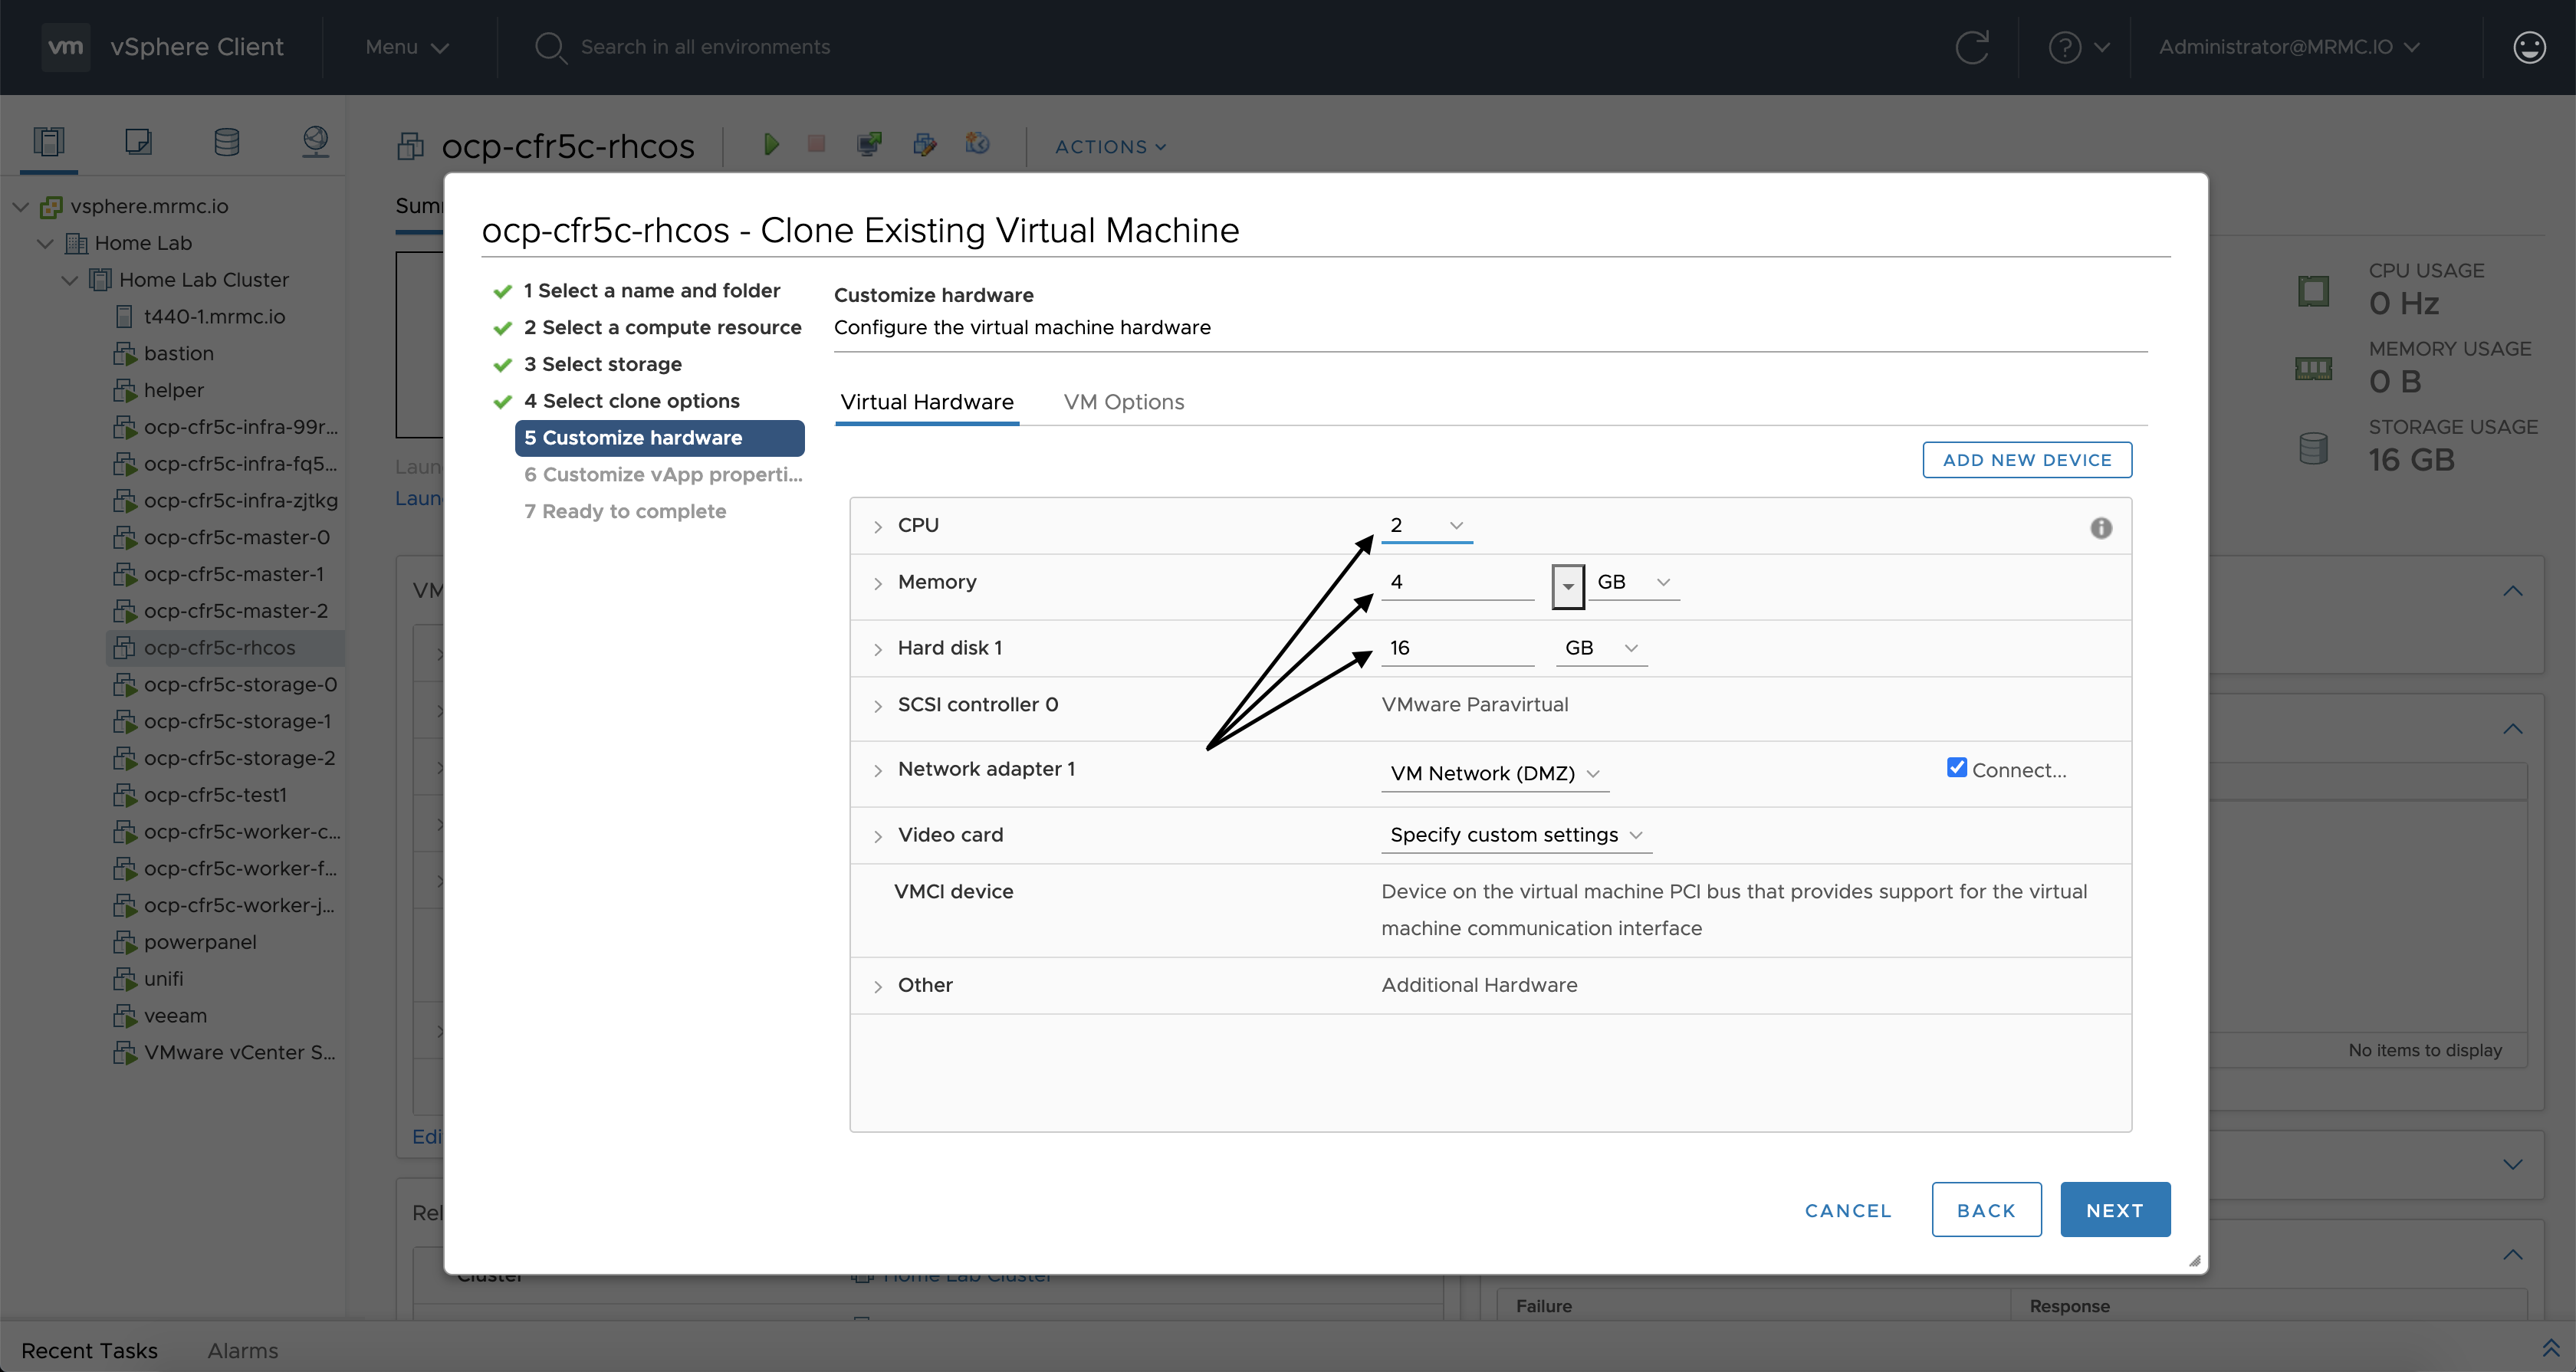 vm vSphere Client Menu Search in all environments Administrator@MRMC.IO
ocp-cfr5c-rhcos ACTIONS
vsphere.mrmc.io
Home Lab
Home Lab Cluster
t440-1.mrmc.io
bastion
helper
ocp-cfr5c-infra-99r...
ocp-cfr5c-infra-fq5...
ocp-cfr5c-infra-zjtkg
ocp-cfr5c-master-0
ocp-cfr5c-master-1
ocp-cfr5c-master-2
ocp-cfr5c-rhcos
ocp-cfr5c-storage-0
ocp-cfr5c-storage-1
ocp-cfr5c-storage-2
ocp-cfr5c-test1
ocp-cfr5c-worker-c...
ocp-cfr5c-worker-f...
ocp-cfr5c-worker-j...
powerpanel
unifi
veeam
VMware vCenter S...
ocp-cfr5c-rhcos - Clone Existing Virtual Machine
1 Select a name and folder
2 Select a compute resource
3 Select storage
4 Select clone options
5 Customize hardware
6 Customize vApp properti...
7 Ready to complete
Customize hardware
Configure the virtual machine hardware
Virtual Hardware VM Options
ADD NEW DEVICE
CPU 2
Memory 4 GB
Hard disk 1 16 GB
SCSI controller 0 VMware Paravirtual
Network adapter 1 VM Network (DMZ) Connect...
Video card Specify custom settings
VMCI device Device on the virtual machine PCI bus that provides support for the virtual
machine communication interface
Other Additional Hardware
CANCEL BACK NEXT
CPU USAGE
0 Hz
MEMORY USAGE
0 B
STORAGE USAGE
16 GB
VM
No items to display
Cluster Home Lab Cluster
Failure Response
Recent Tasks Alarms